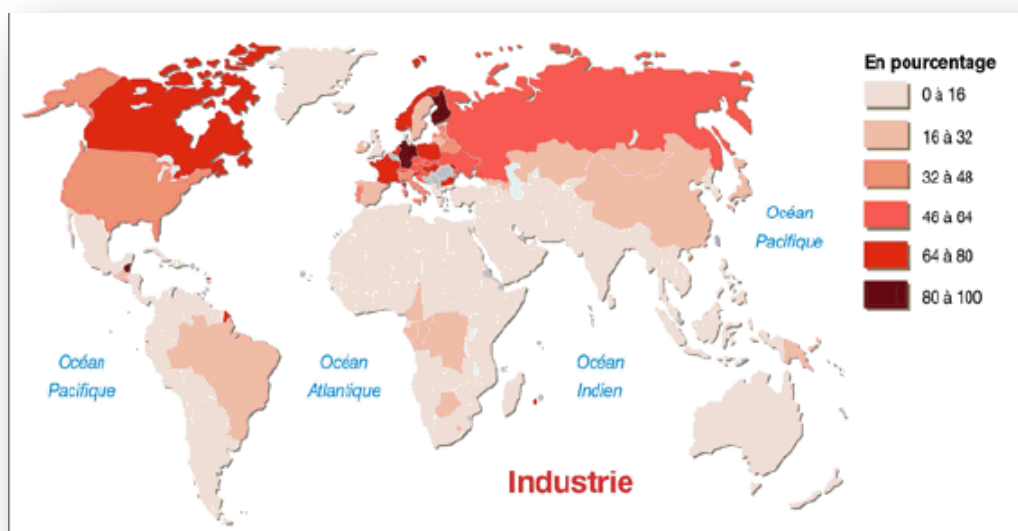 En pourcentage
0 à 16
16 à 32
32 à 48
48 à 64
64 à 80
80 à 100
Océan
Pacifique
Océan
Pacifique
Océan
Atlantique
Océan
Indien
Industrie